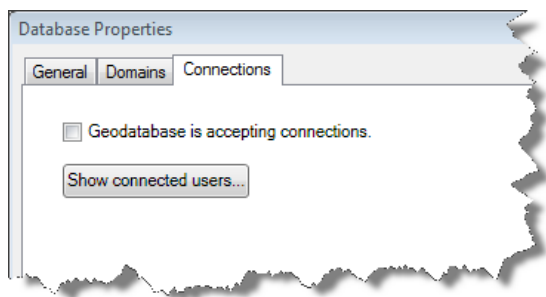 Database Properties
General Domains Connections
Geodatabase is accepting connections.
Show connected users...